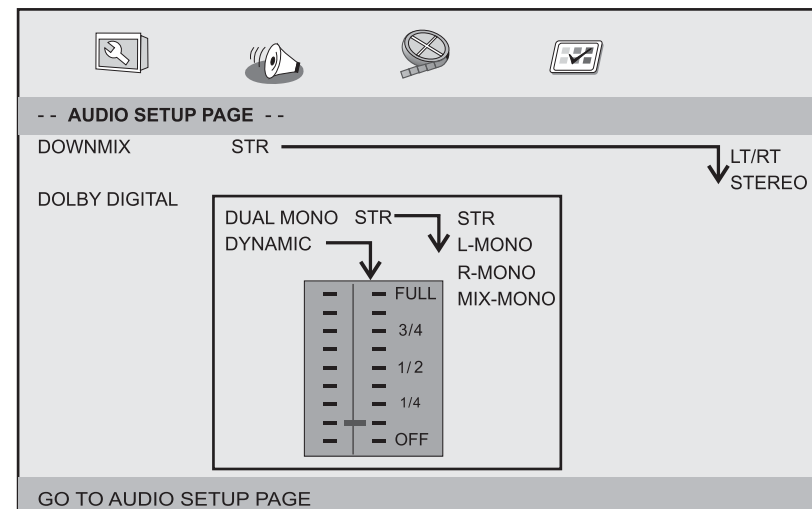 -- AUDIO SETUP PAGE --
DOWNMIX STR LT/RT
STEREO
DOLBY DIGITAL
DUAL MONO STR STR
DYNAMIC L-MONO
R-MONO
MIX-MONO
FULL
3/4
1/2
1/4
OFF
GO TO AUDIO SETUP PAGE